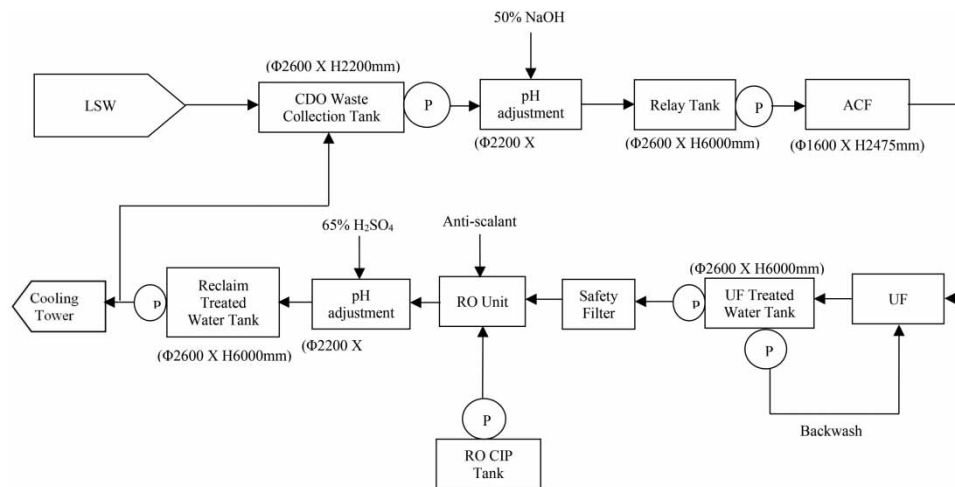 50% NaOH
(Φ2600 X H2200mm)
LSW
CDO Waste
Collection Tank
P
pH
adjustment
(Φ2200 X
Relay Tank
(Φ2600 X H6000mm)
P
ACF
(Φ1600 X H2475mm)
65% H₂SO₄
Anti-scalant
Cooling
Tower
P
Reclaim
Treated
Water Tank
(Φ2600 X H6000mm)
pH
adjustment
(Φ2200 X
RO Unit
Safety
Filter
P
(Φ2600 X H6000mm)
UF Treated
Water Tank
P
UF
Backwash
P
RO CIP
Tank